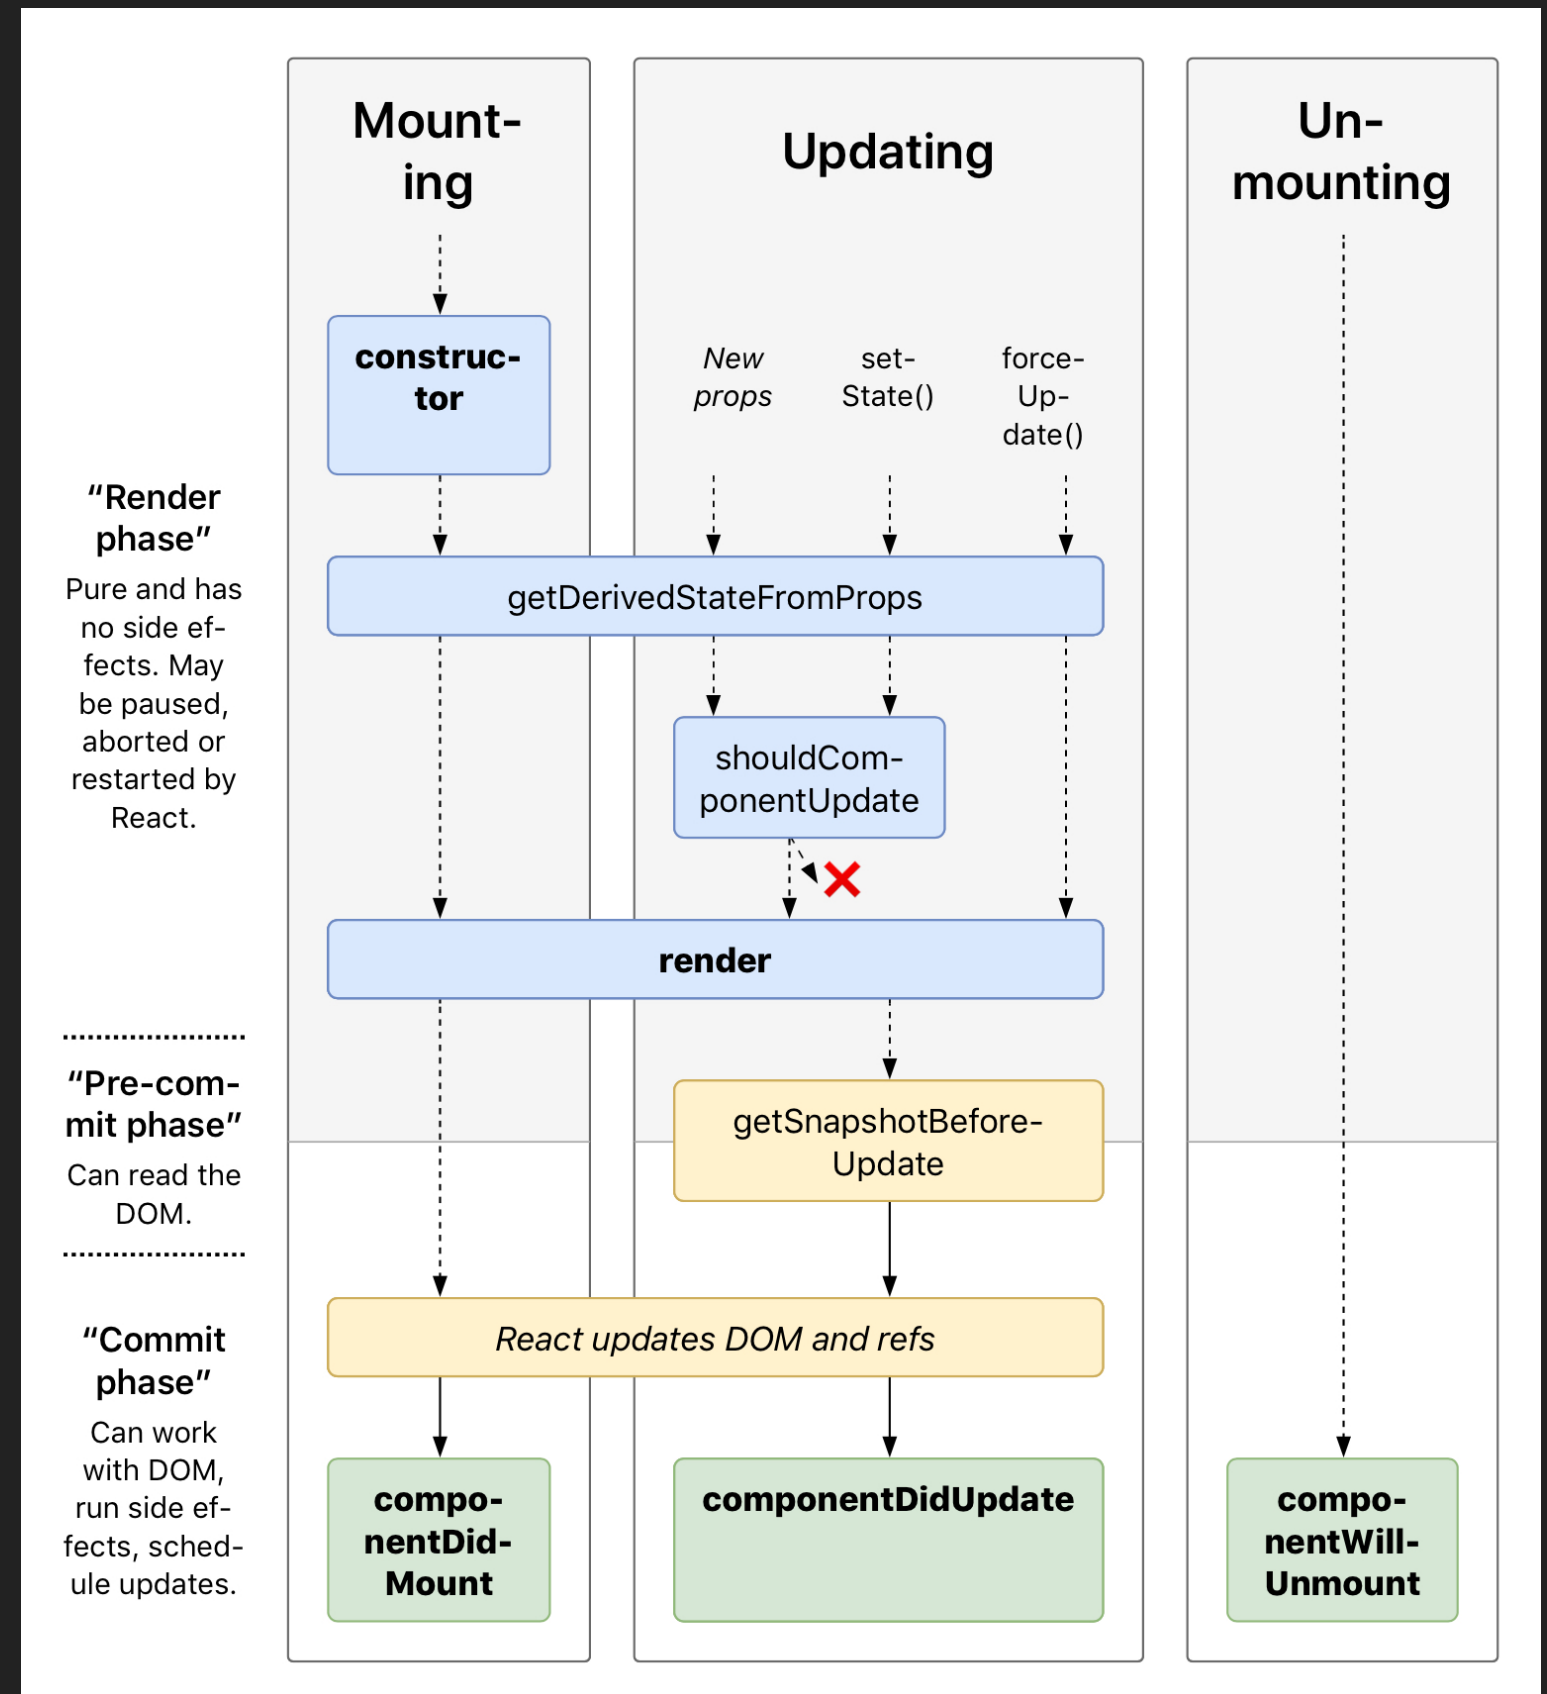 Mount-
ing
Updating
Un-
mounting
construc-
tor
New
props
set-
State()
force-
Up-
date()
“Render
phase”
Pure and has
no side ef-
fects. May
be paused,
aborted or
restarted by
React.
getDerivedStateFromProps
shouldCom-
ponentUpdate
render
“Pre-com-
mit phase”
Can read the
DOM.
getSnapshotBefore-
Update
“Commit
phase”
Can work
with DOM,
run side ef-
fects, sched-
ule updates.
React updates DOM and refs
compo-
nentDid-
Mount
componentDidUpdate
compo-
nentWill-
Unmount